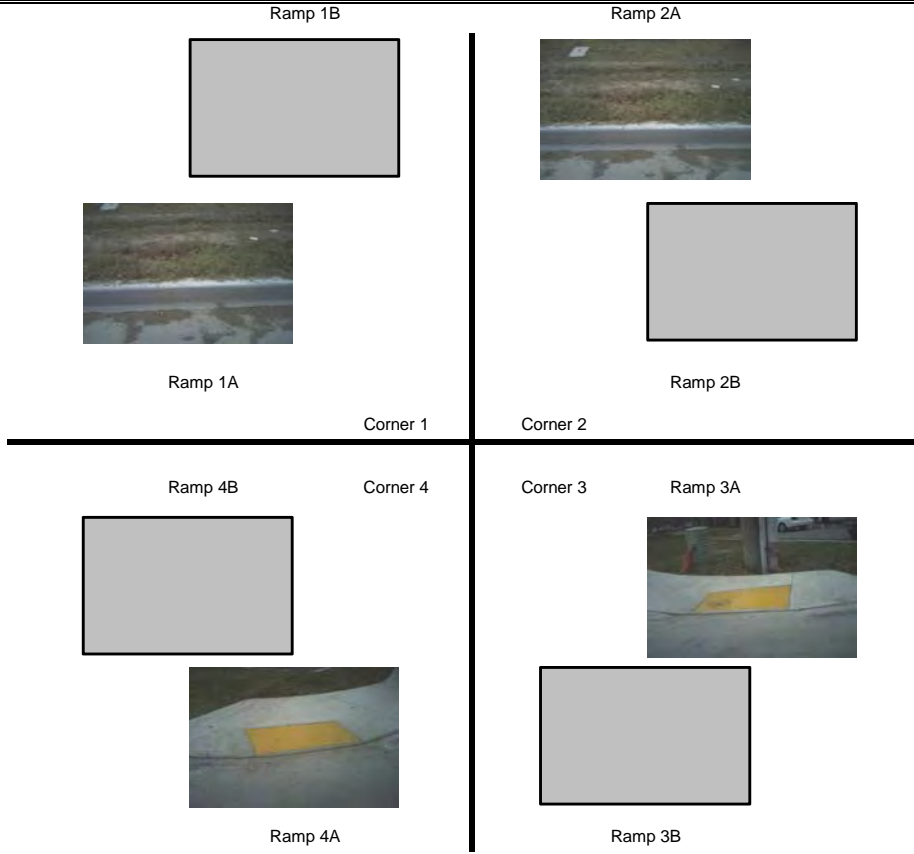 Ramp 1B Ramp 2A
Ramp 1A Ramp 2B
Corner 1 Corner 2
Ramp 4B Corner 4 Corner 3 Ramp 3A
Ramp 4A Ramp 3B